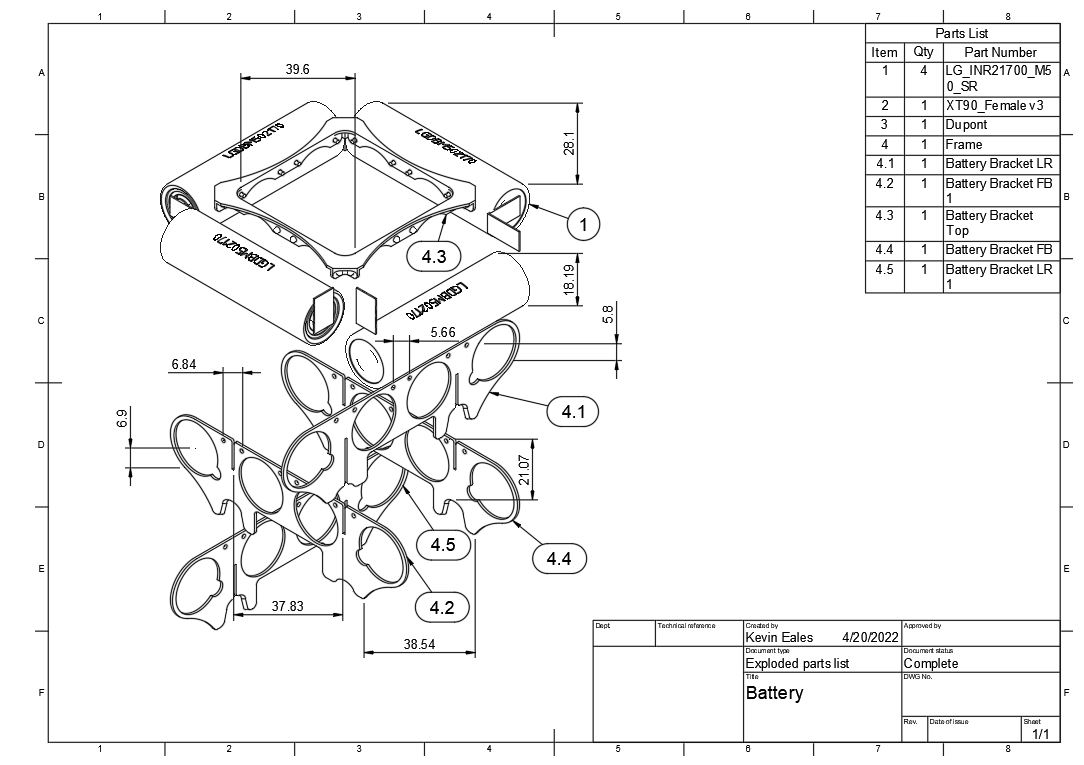 1 2 3 4 5 6 7 8
A A
B B
C C
D D
E E
F F
1 2 3 4 5 6 7 8
Parts List
Item Qty Part Number
1 4 LG_INR21700_M5
0_SR
2 1 XT90_Female v3
3 1 Dupont
4 1 Frame
4.1 1 Battery Bracket LR
4.2 1 Battery Bracket FB
1
4.3 1 Battery Bracket
Top
4.4 1 Battery Bracket FB
4.5 1 Battery Bracket LR
1
39.6
28.1
LGDBM502170
LGDBM502170
1
4.3
LGDBM502170
LGDBM502170
18.19
5.8
5.66
6.84
4.1
6.9
21.07
4.5
4.4
4.2
37.83
38.54
Dept. Technical reference Created by Approved by
Kevin Eales 4/20/2022
Document type Document status
Exploded parts list Complete
Title DWG No.
Battery
Rev. Date of issue Sheet
1/1